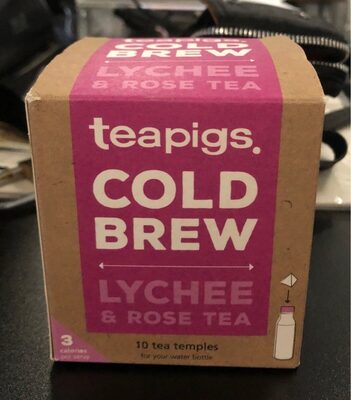 teapigs.
COLD
BREW
LYCHEE
& ROSE TEA
teapigs.
COLD
BREW
LYCHEE
& ROSE TEA
10 tea temples
for your water bottle
3
calories
per serve